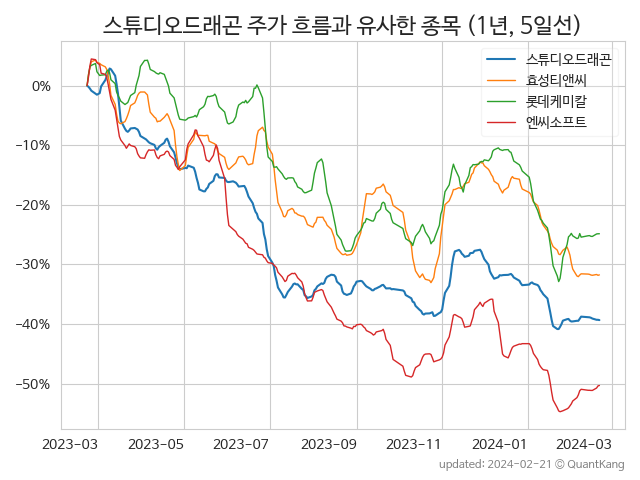 스튜디오드래곤 주가 흐름과 유사한 종목 (1년, 5일선)
스튜디오드래곤
효성티앤씨
롯데케미칼
엔씨소프트
0%
−10%
−20%
−30%
−40%
−50%
2023-03 2023-05 2023-07 2023-09 2023-11 2024-01 2024-03
updated: 2024-02-21 © QuantKang